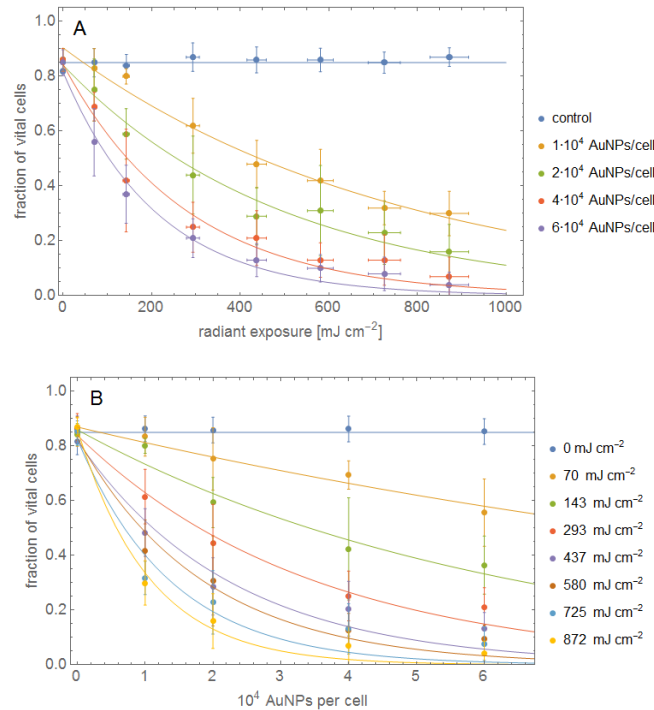 A
1.0
0.8
0.6
0.4
0.2
0.0
0 200 400 600 800 1000
fraction of vital cells
radiant exposure [mJ cm⁻²]
control
1·10⁴ AuNPs/cell
2·10⁴ AuNPs/cell
4·10⁴ AuNPs/cell
6·10⁴ AuNPs/cell
B
1.0
0.8
0.6
0.4
0.2
0.0
0 1 2 3 4 5 6
fraction of vital cells
10⁴ AuNPs per cell
0 mJ cm⁻²
70 mJ cm⁻²
143 mJ cm⁻²
293 mJ cm⁻²
437 mJ cm⁻²
580 mJ cm⁻²
725 mJ cm⁻²
872 mJ cm⁻²